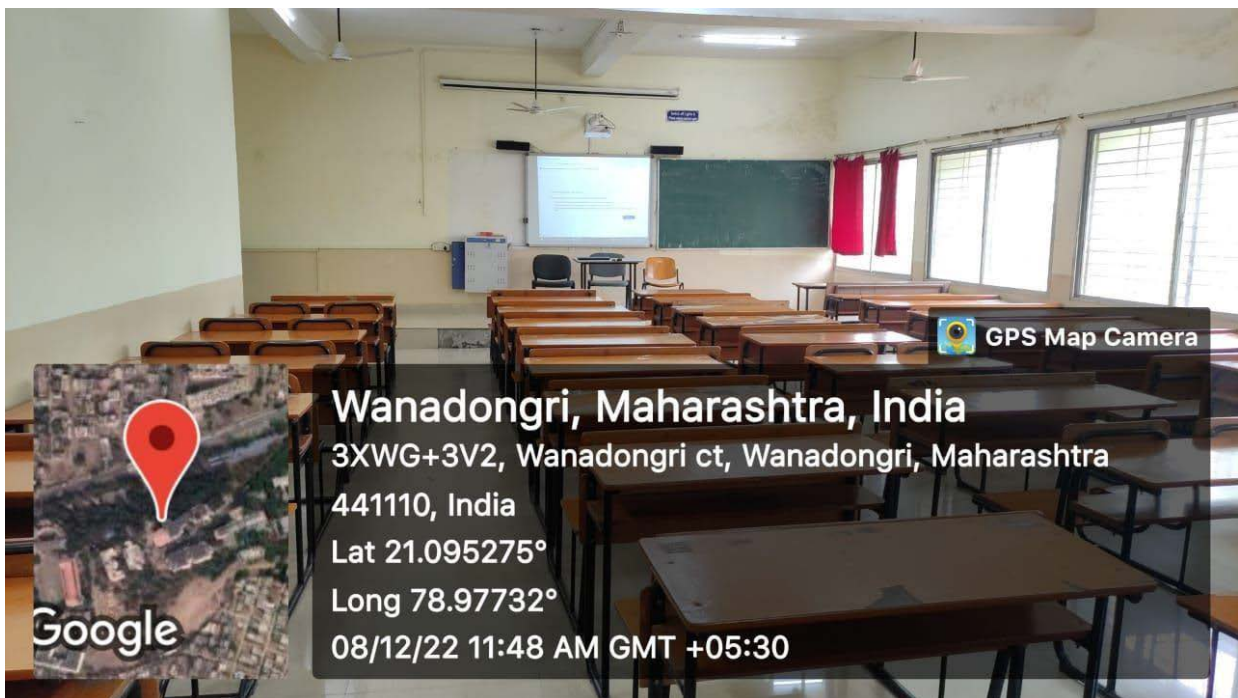 GPS Map Camera
Wanadongri, Maharashtra, India
3XWG+3V2, Wanadongri ct, Wanadongri, Maharashtra
441110, India
Lat 21.095275°
Long 78.97732°
08/12/22 11:48 AM GMT +05:30
Google